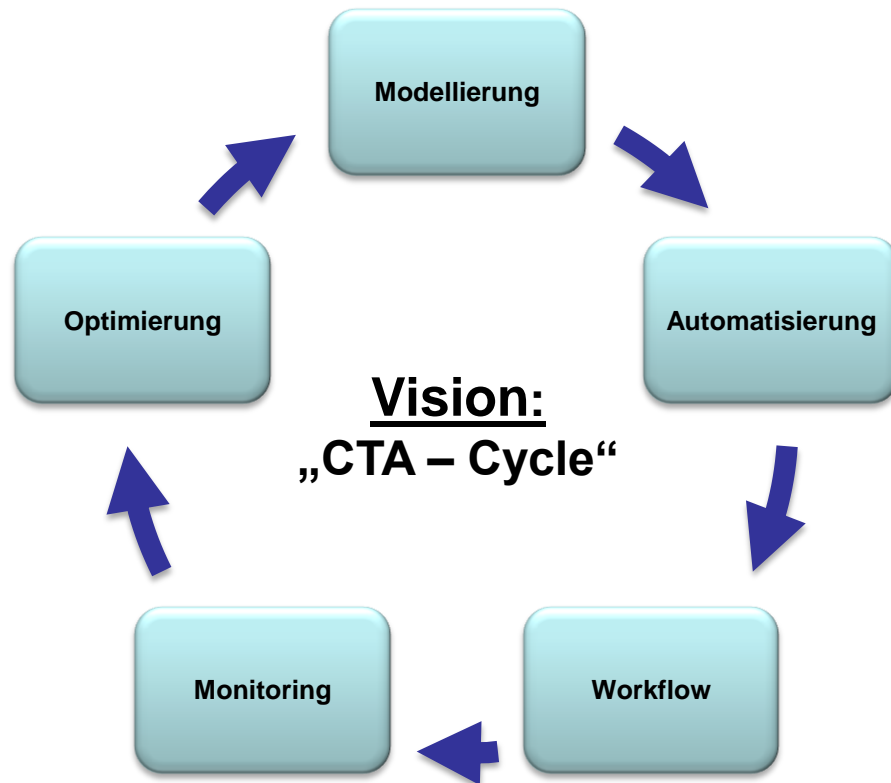 Modellierung
Automatisierung
Optimierung
Vision:
„CTA – Cycle“
Monitoring
Workflow